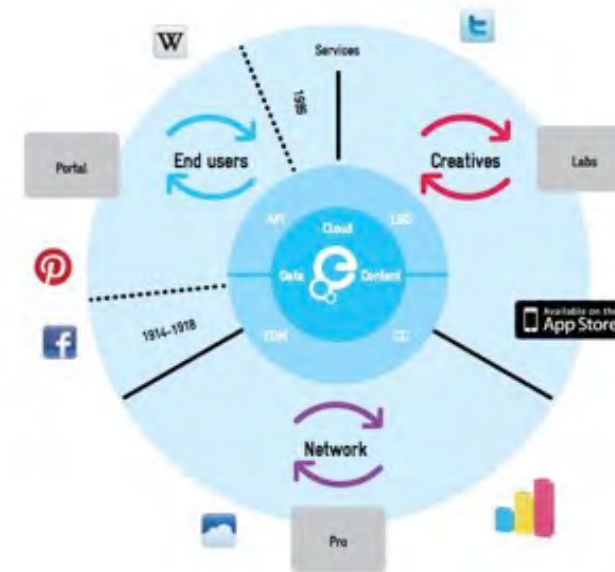 W
Services
1989
End users
Creatives
Portal
Labs
API
LOD
Cloud
Data
Content
EDM
CC
1914-1918
Available on the
App Store
Network
Pro